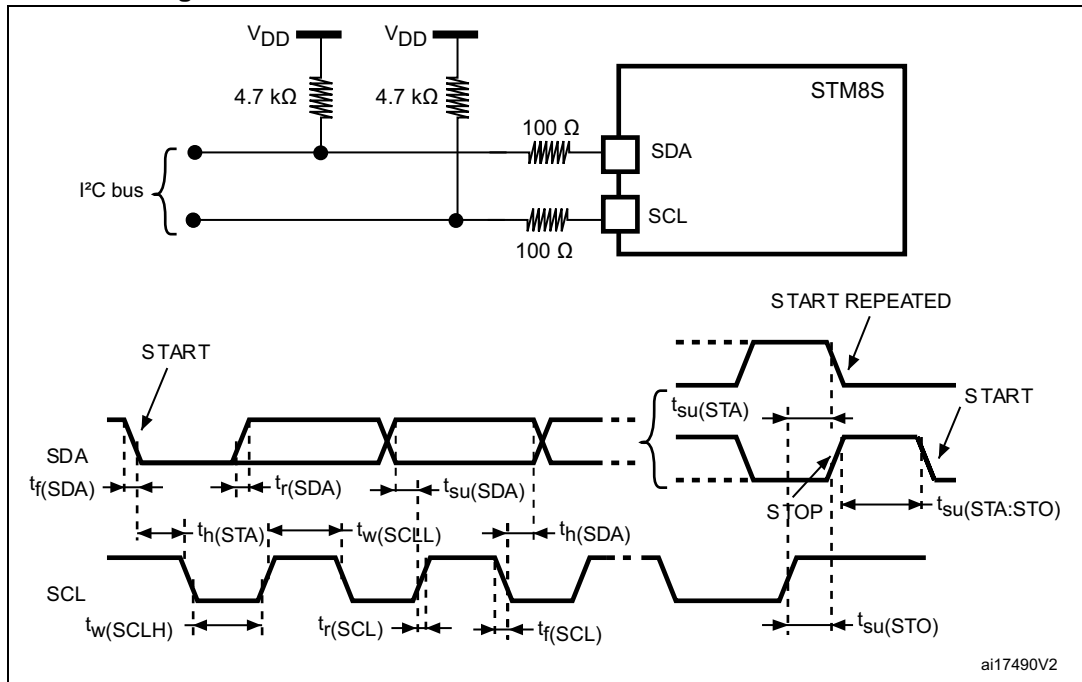 VDD VDD
4.7 kΩ 4.7 kΩ
STM8S
100 Ω
SDA
I²C bus
SCL
100 Ω
START REPEATED
START
START
tsu(STA)
SDA
tf(SDA) tr(SDA) tsu(SDA)
STOP tsu(STA:STO)
th(STA) tw(SCLL) th(SDA)
SCL
tw(SCLH) tr(SCL) tf(SCL) tsu(STO)
ai17490V2